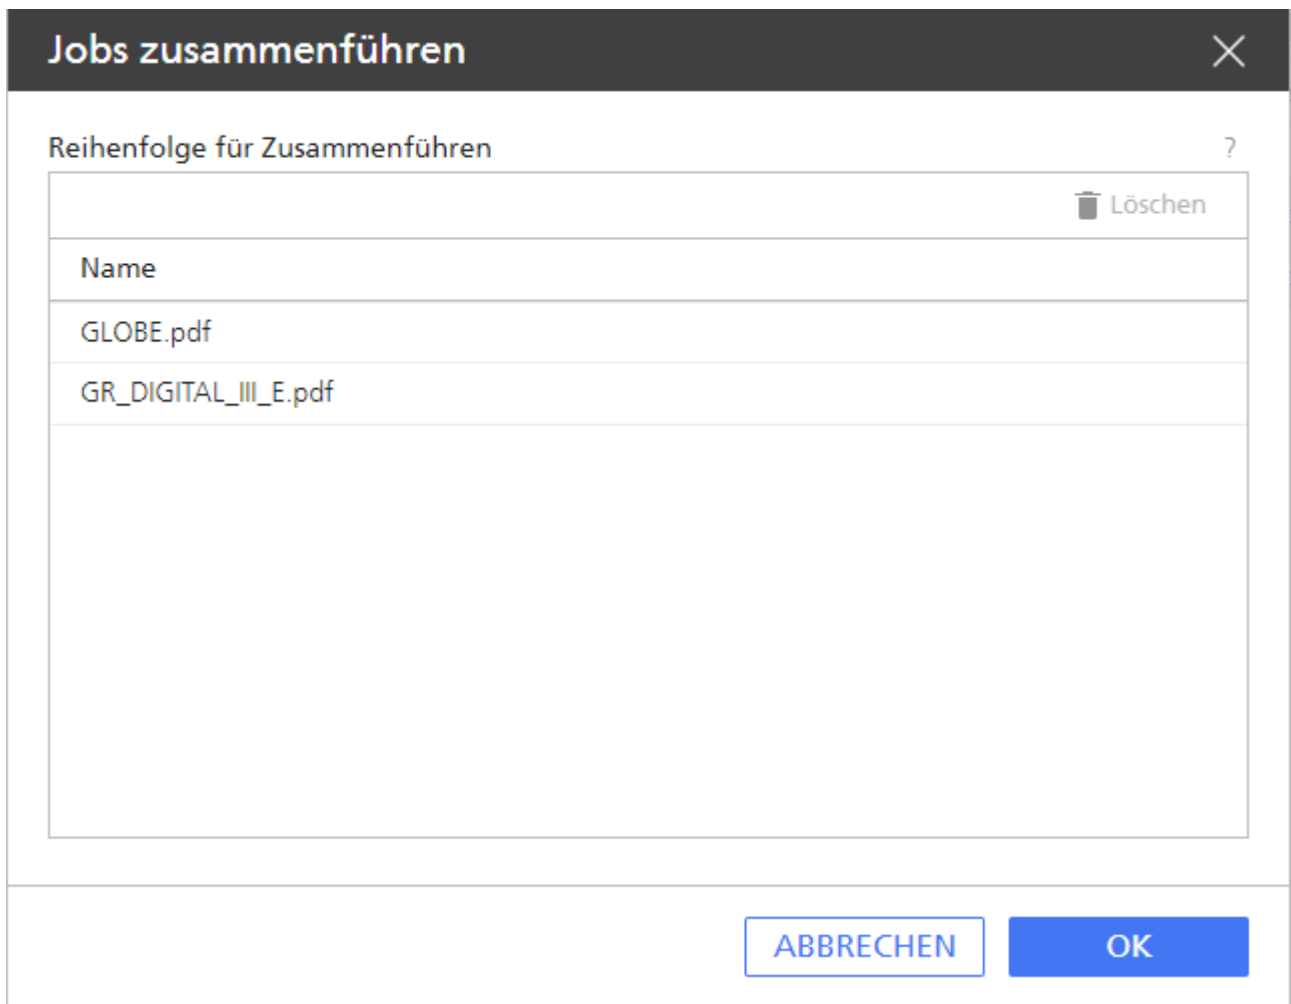 Jobs zusammenführen
Reihenfolge für Zusammenführen ?
Löschen
Name
GLOBE.pdf
GR_DIGITAL_III_E.pdf
ABBRECHEN OK